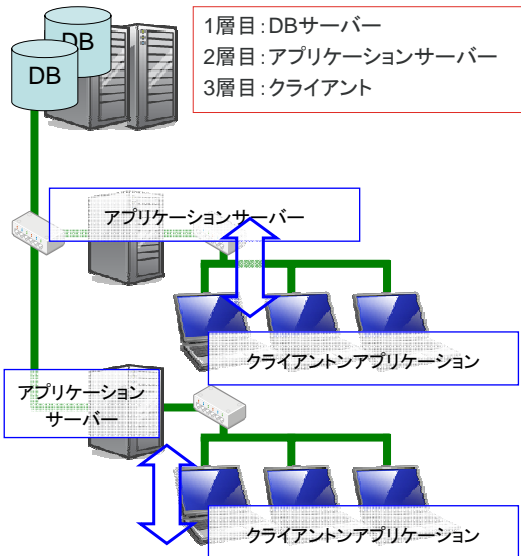 DB
DB
1層目：DBサーバー
2層目：アプリケーションサーバー
3層目：クライアント
アプリケーションサーバー
クライアントンアプリケーション
アプリケーション
サーバー
クライアントンアプリケーション